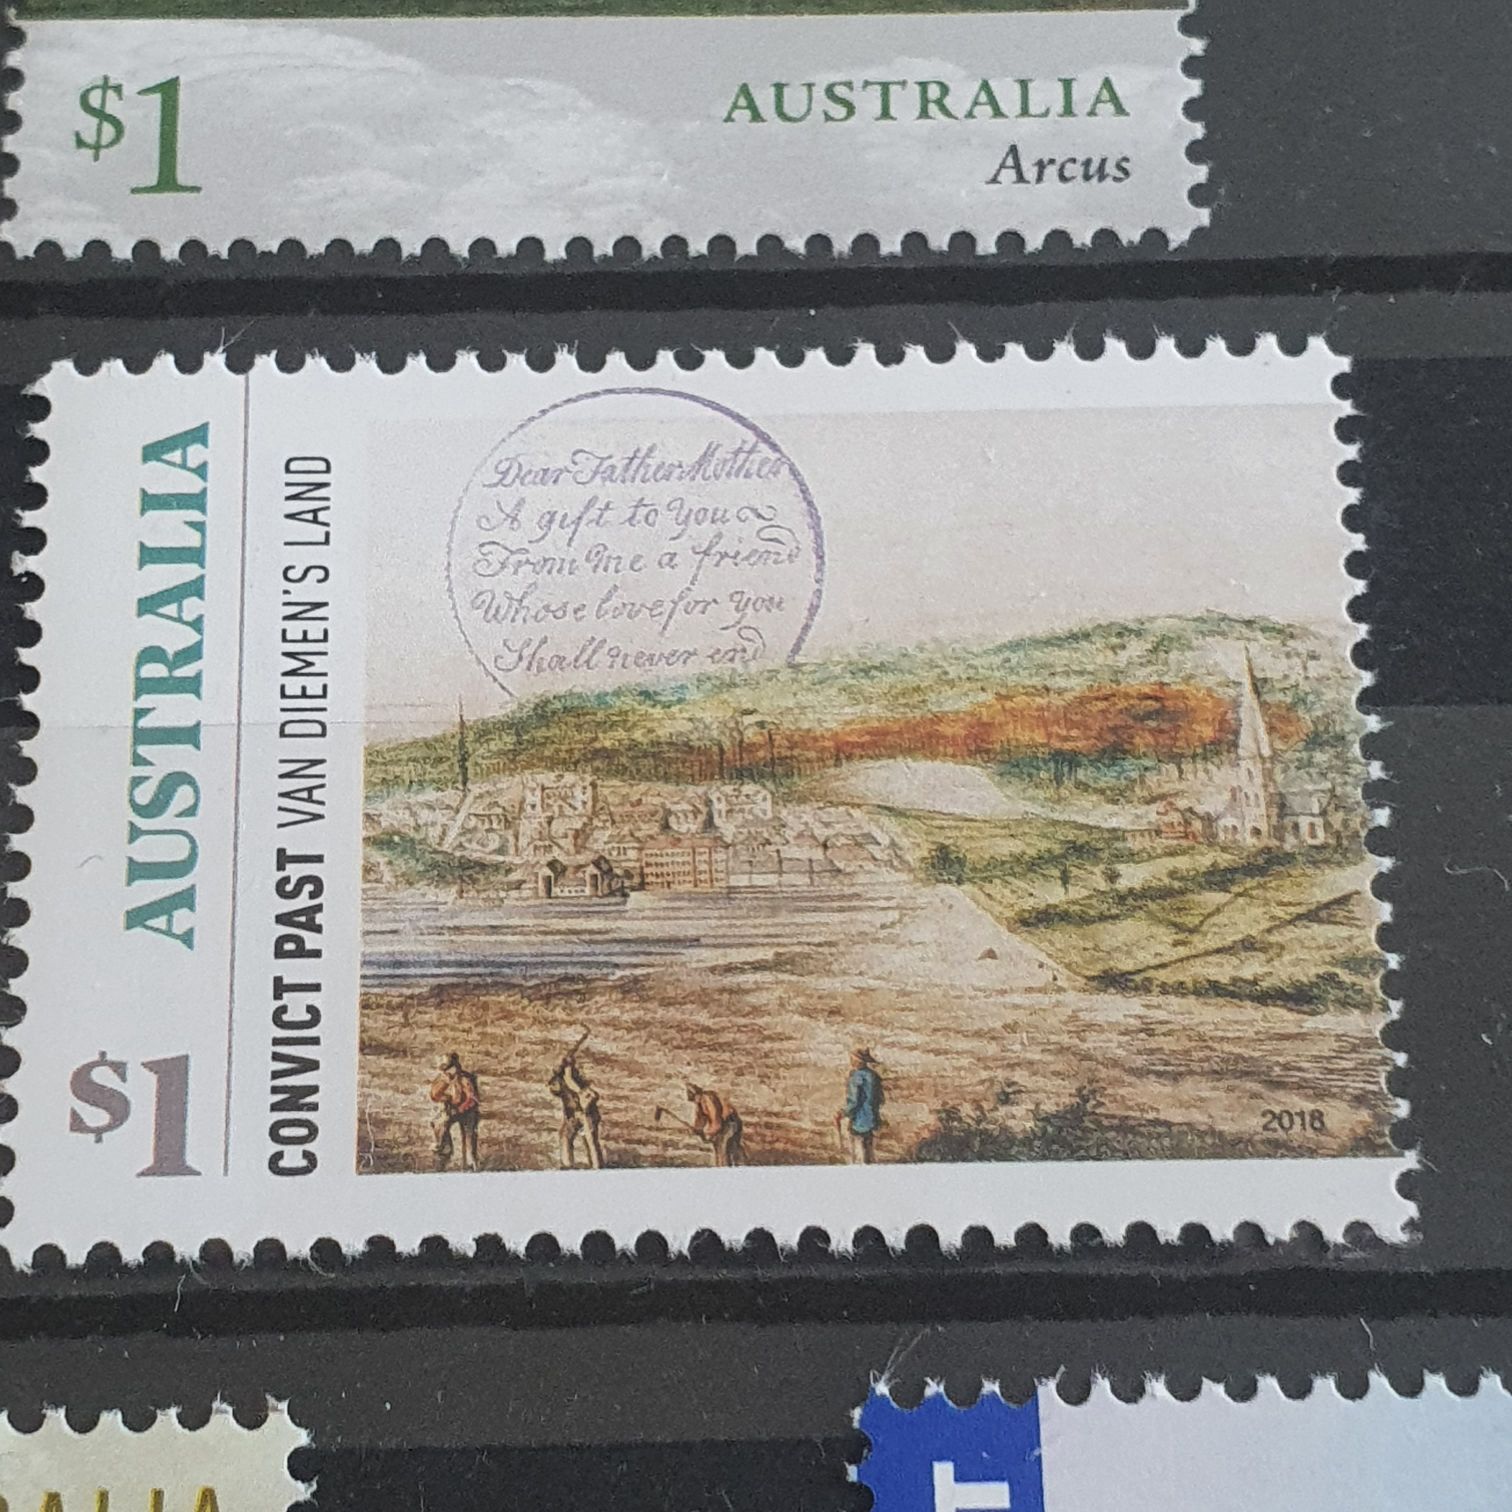 $1
AUSTRALIA
Arcus
AUSTRALIA
$1
CONVICT PAST VAN DIEMEN'S LAND
Dear Father Mother
A gift to You
From me a friend
Whose love for You
Shall never end
2018
ALIA
T